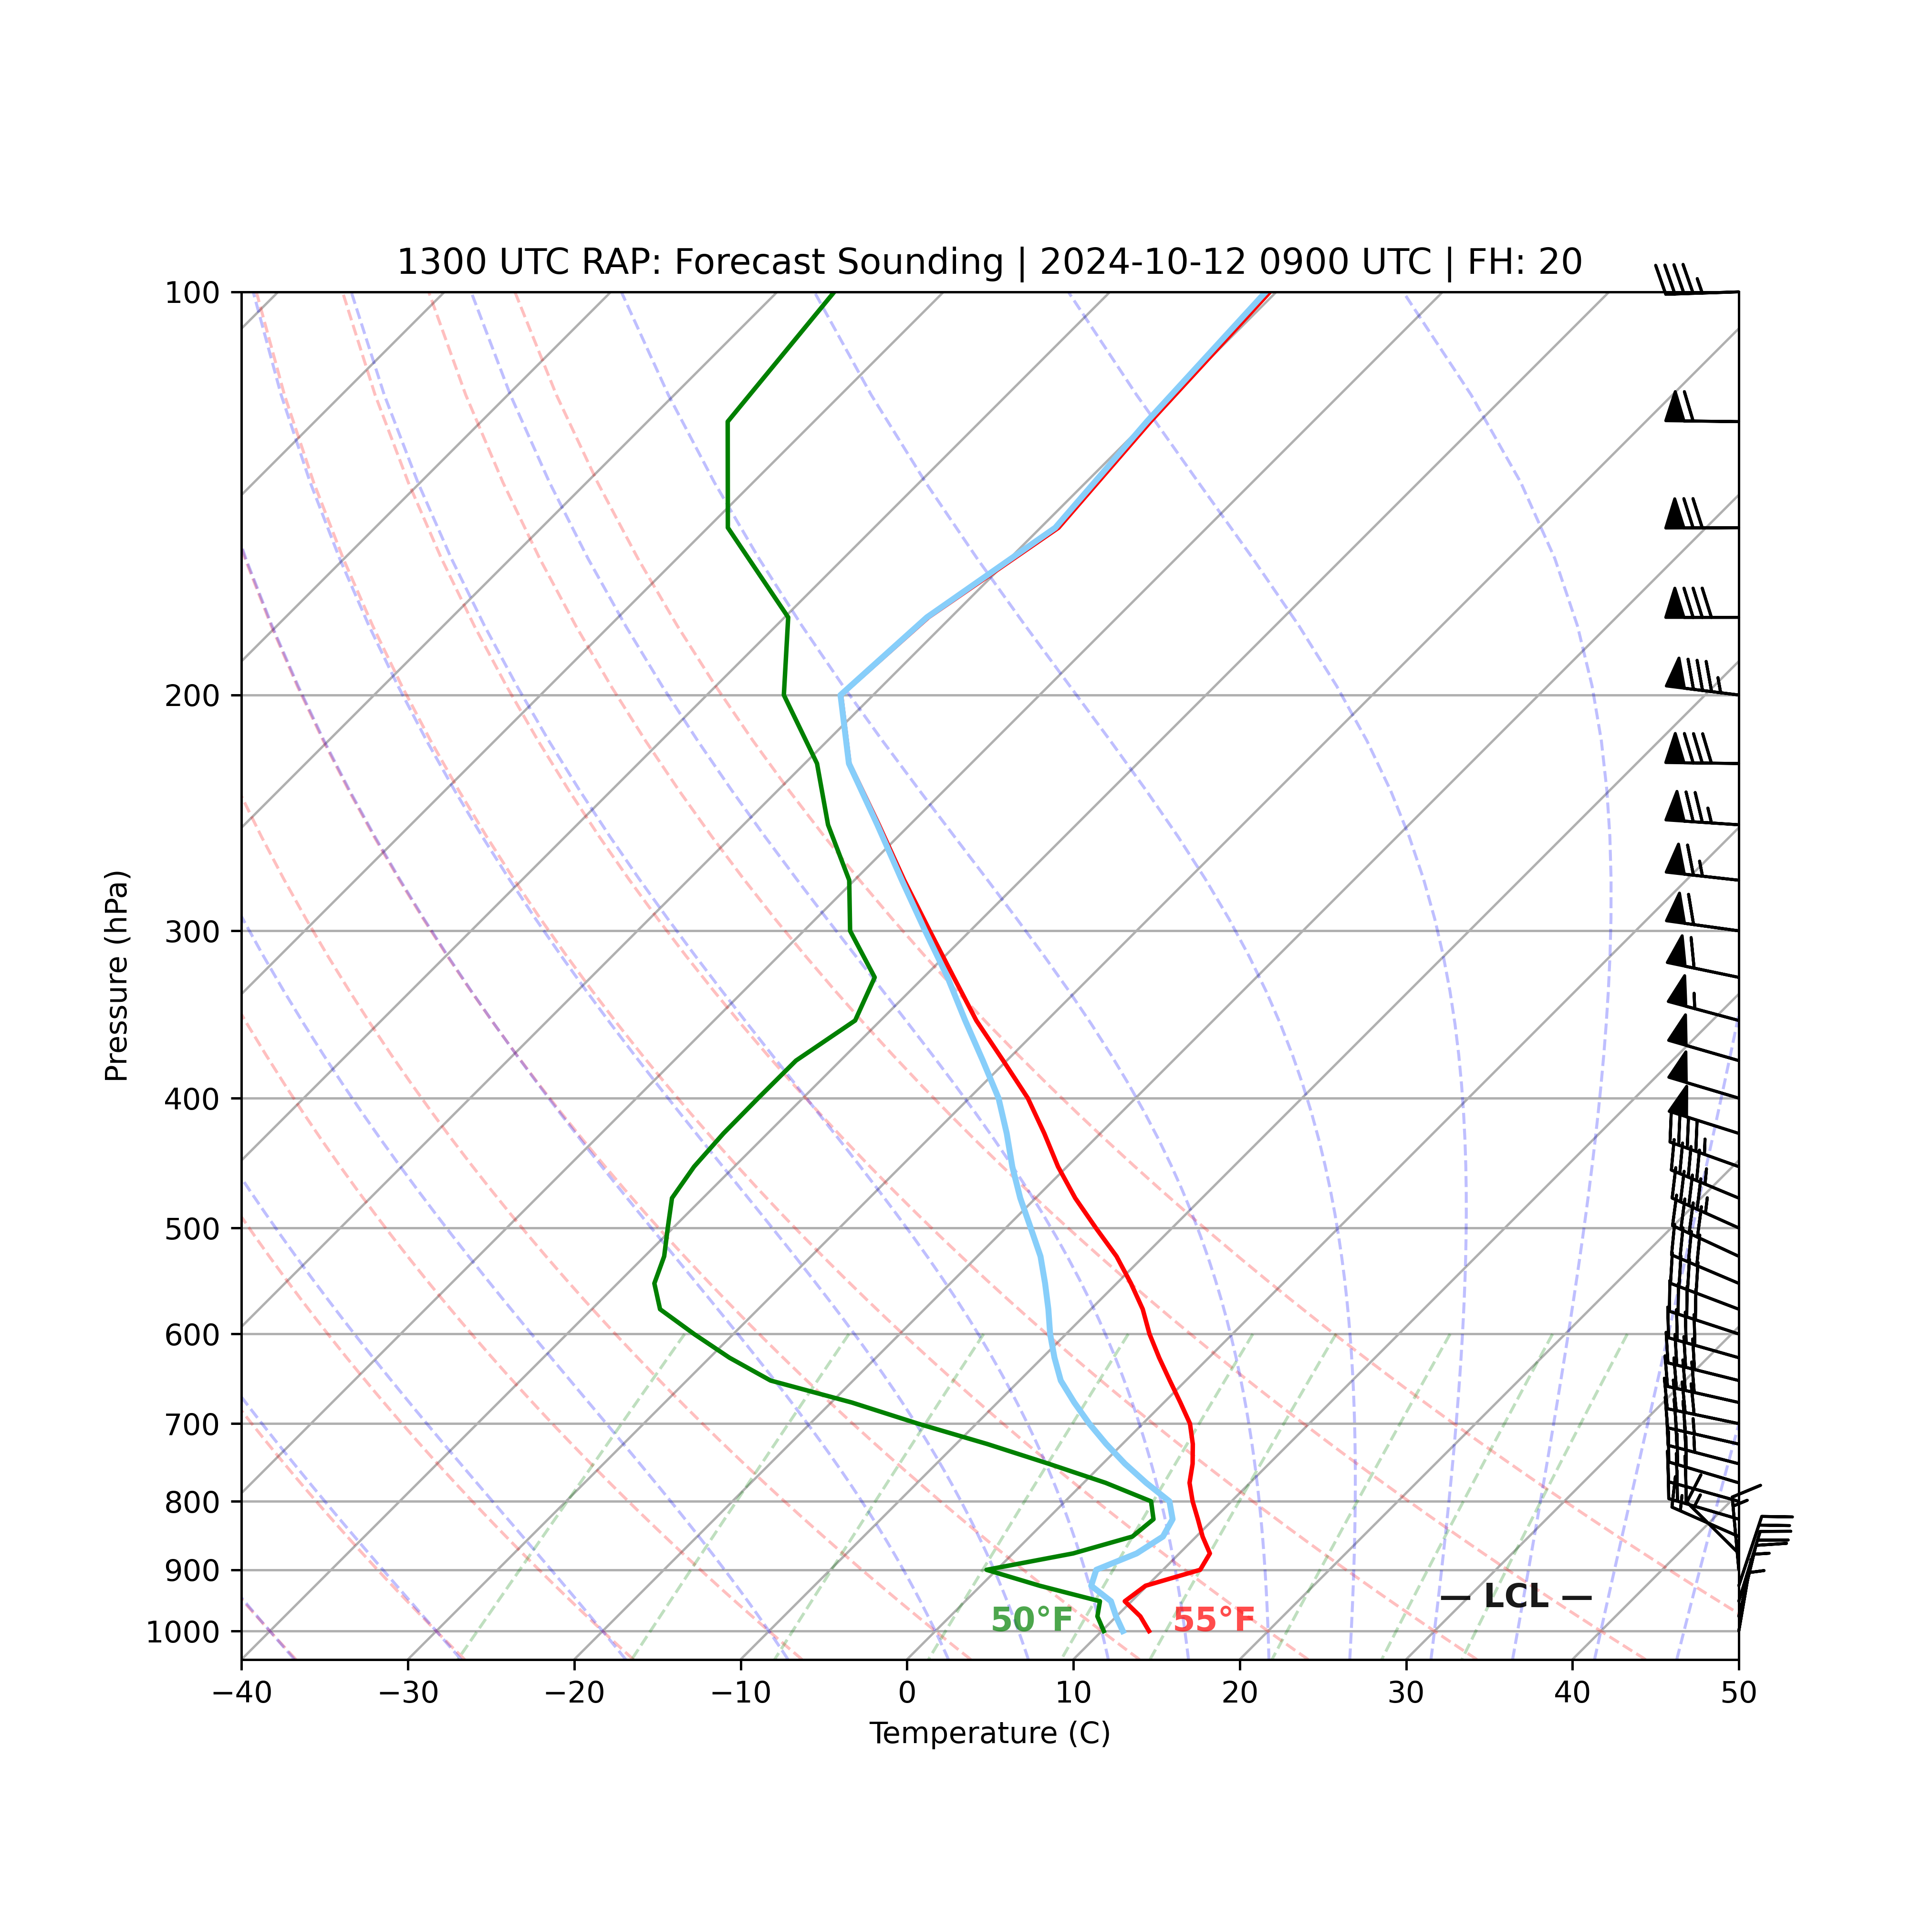 1300 UTC RAP: Forecast Sounding | 2024-10-12 0900 UTC | FH: 20
100
200
300
400
500
600
700
800
900
1000
Pressure (hPa)
— LCL —
50°F 55°F
−40 −30 −20 −10 0 10 20 30 40 50
Temperature (C)